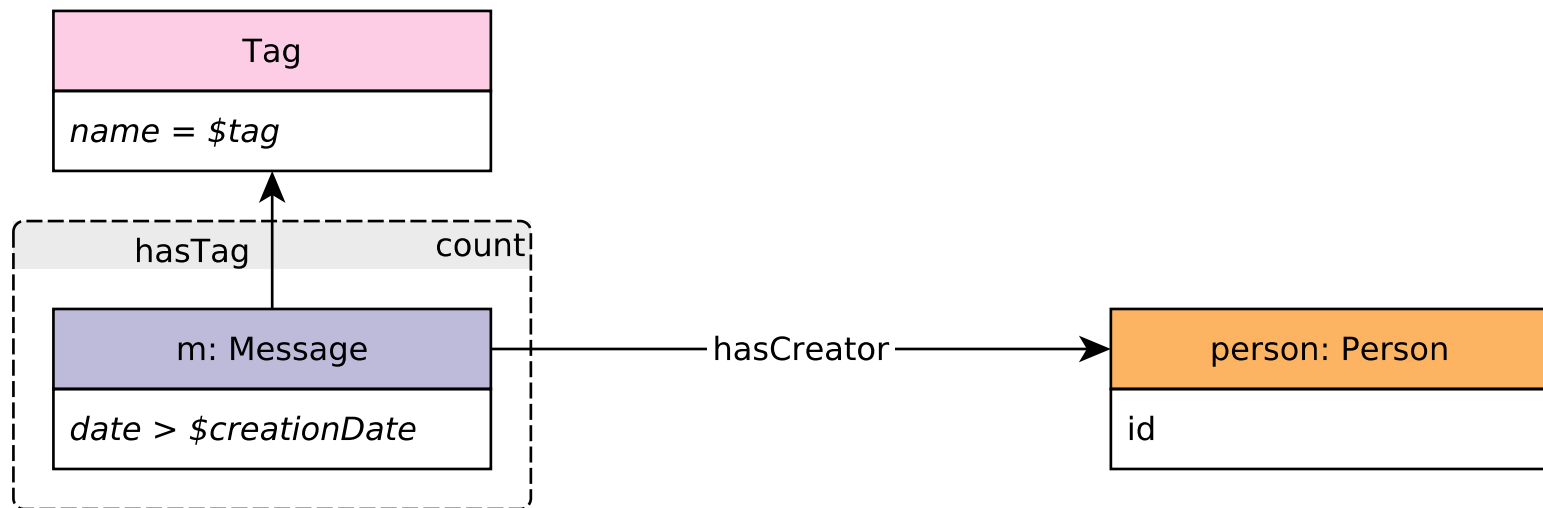 Tag
name = $tag
hasTag
count
m: Message
hasCreator
person: Person
date > $creationDate
id